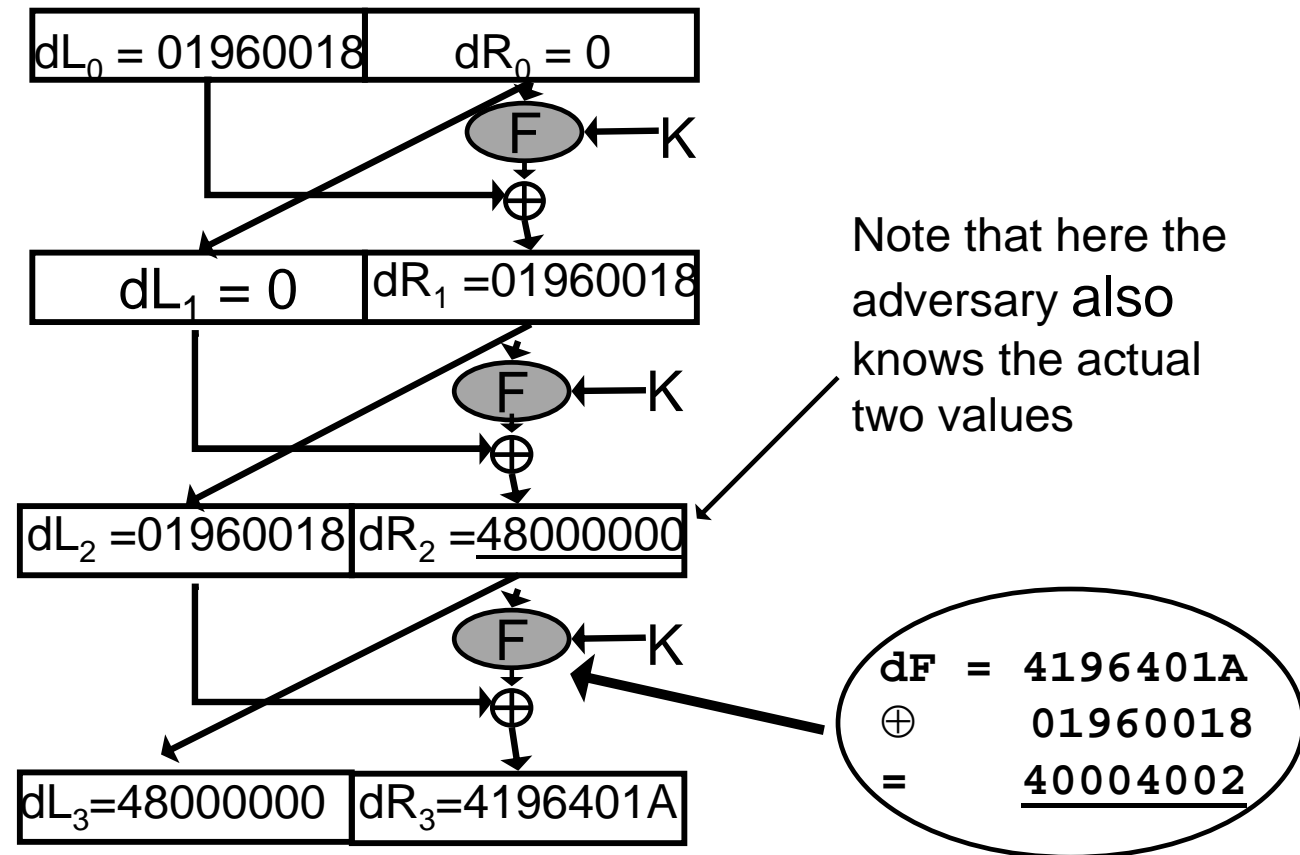 dL₀ = 01960018 dR₀ = 0
F K
⊕
dL₁ = 0 dR₁ =01960018
Note that here the
adversary also
knows the actual
two values
F K
⊕
dL₂ =01960018 dR₂ =48000000
F K
⊕
dL₃=48000000 dR₃=4196401A
dF = 4196401A
⊕ 01960018
= 40004002